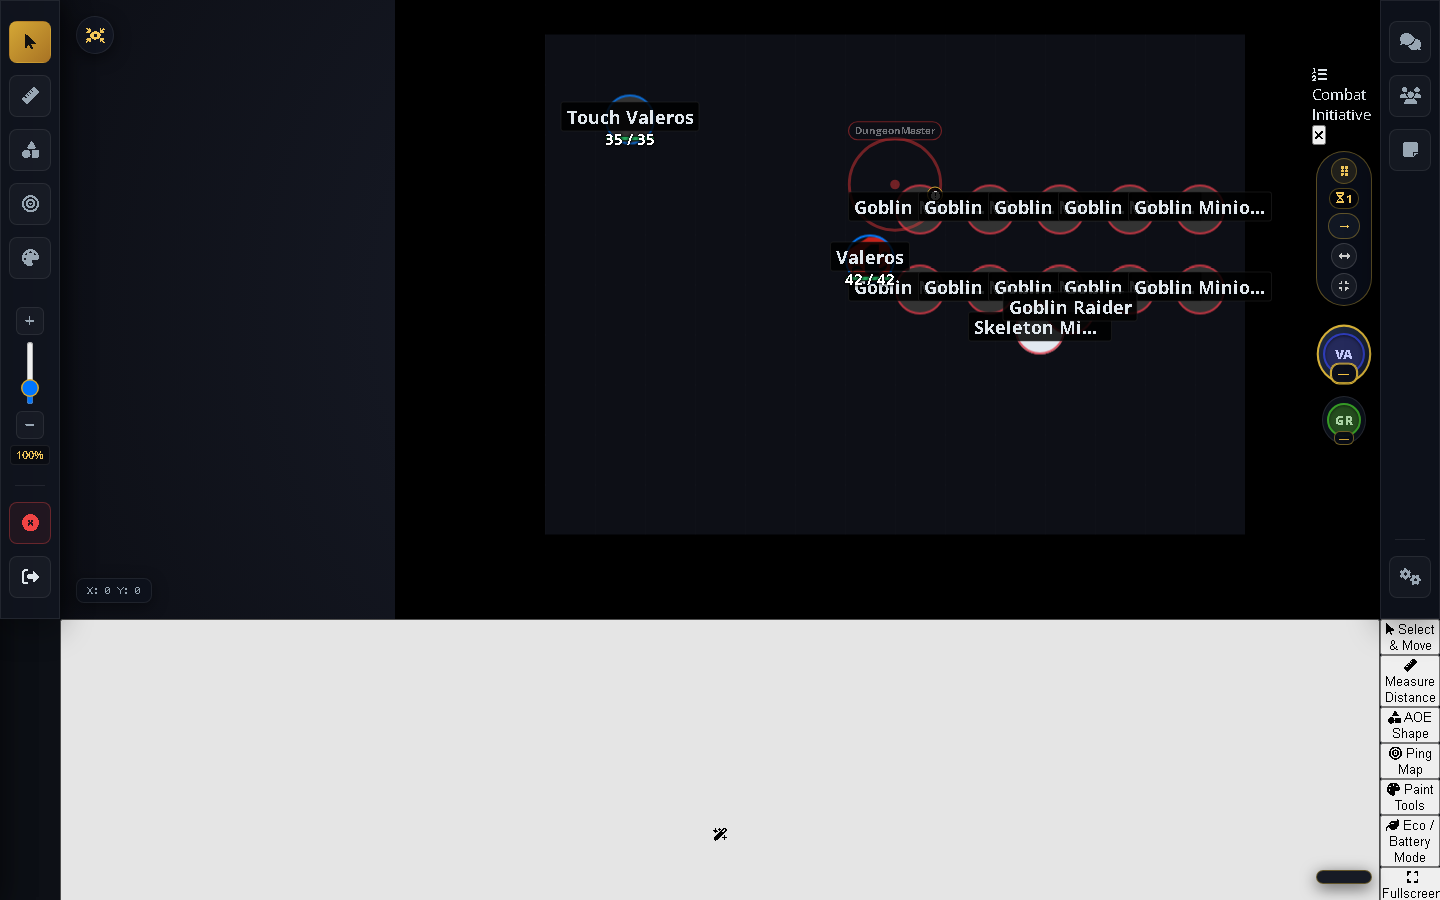 Touch Valeros
35 / 35
DungeonMaster
Goblin
Goblin
Goblin
Goblin
Goblin Minio...
Valeros
42 / 42
Goblin
Goblin
Goblin
Goblin
Goblin Minio...
Goblin Raider
Skeleton Mi...
Combat
Initiative
1
VA
—
GR
—
100%
X: 0 Y: 0
Select
& Move
Measure
Distance
AOE
Shape
Ping
Map
Paint
Tools
Eco /
Battery
Mode
Fullscreen